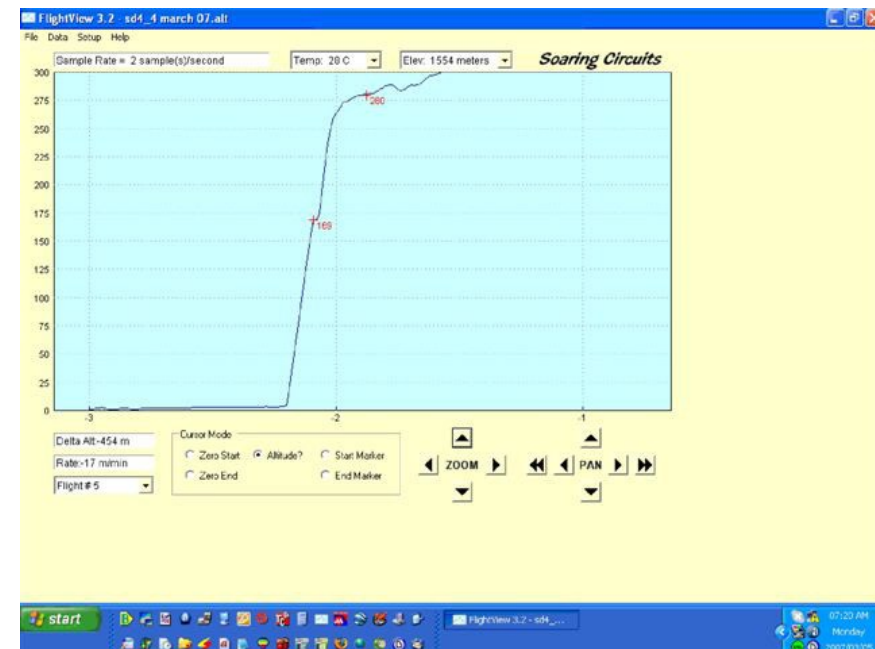 FlightView 3.2 - sd4_4 march 07.alt
File Data Setup Help
Sample Rate = 2 sample(s)/second
Temp: 20 C
Elev: 1554 meters
Soaring Circuits
300
275
250
225
200
175
150
125
100
75
50
25
0
280
169
-3 -2 -1
Delta Alt-454 m
Rate:-17 m/min
Flight # 5
Cursor Mode
Zero Start Altitude? Start Marker
Zero End End Marker
ZOOM
PAN
start
FlightView 3.2 - sd4_...
07:20 AM
Monday